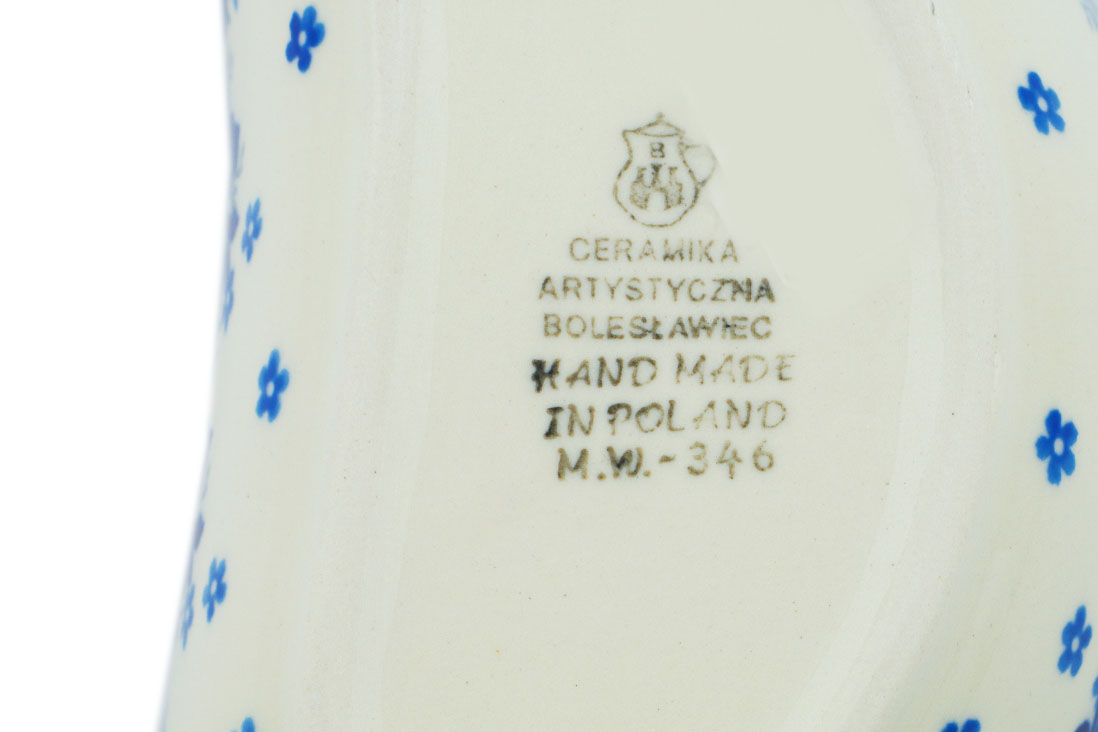 B
CERAMIKA
ARTYSTYCZNA
BOLESŁAWIEC
HAND MADE
IN POLAND
M.W.-346